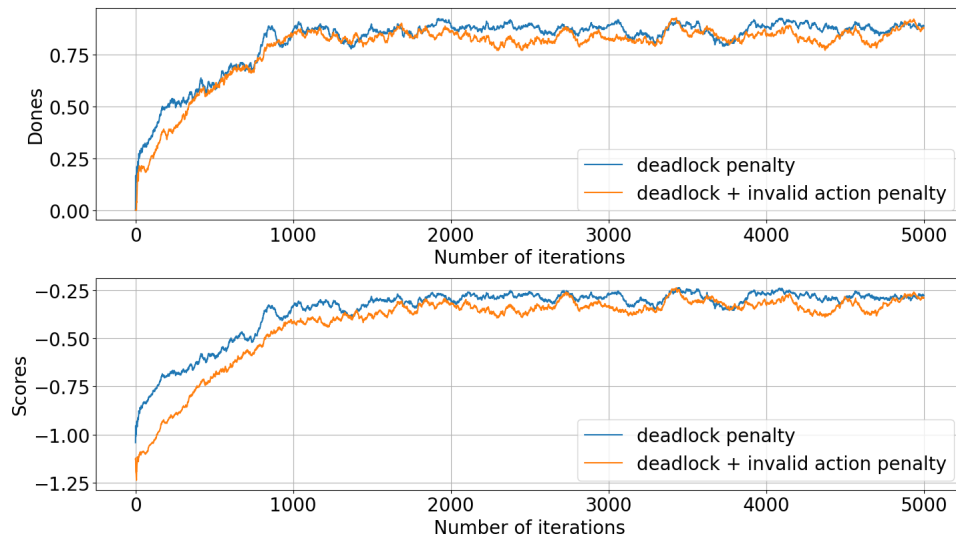 0.75
0.50
0.25
0.00
Dones
deadlock penalty
deadlock + invalid action penalty
0 1000 2000 3000 4000 5000
Number of iterations
−0.25
−0.50
−0.75
−1.00
−1.25
Scores
deadlock penalty
deadlock + invalid action penalty
0 1000 2000 3000 4000 5000
Number of iterations